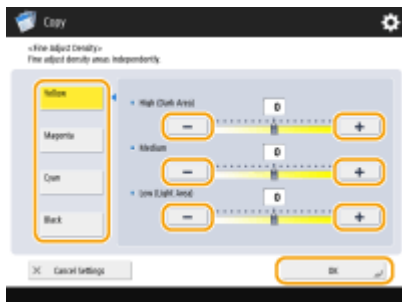 Copy
<Fine Adjust Density>
Fine adjust density areas independently.
Yellow
Magenta
Cyan
Black
High (Dark Area)
0
− +
Medium
0
− +
Low (Light Area)
0
− +
× Cancel Settings
OK